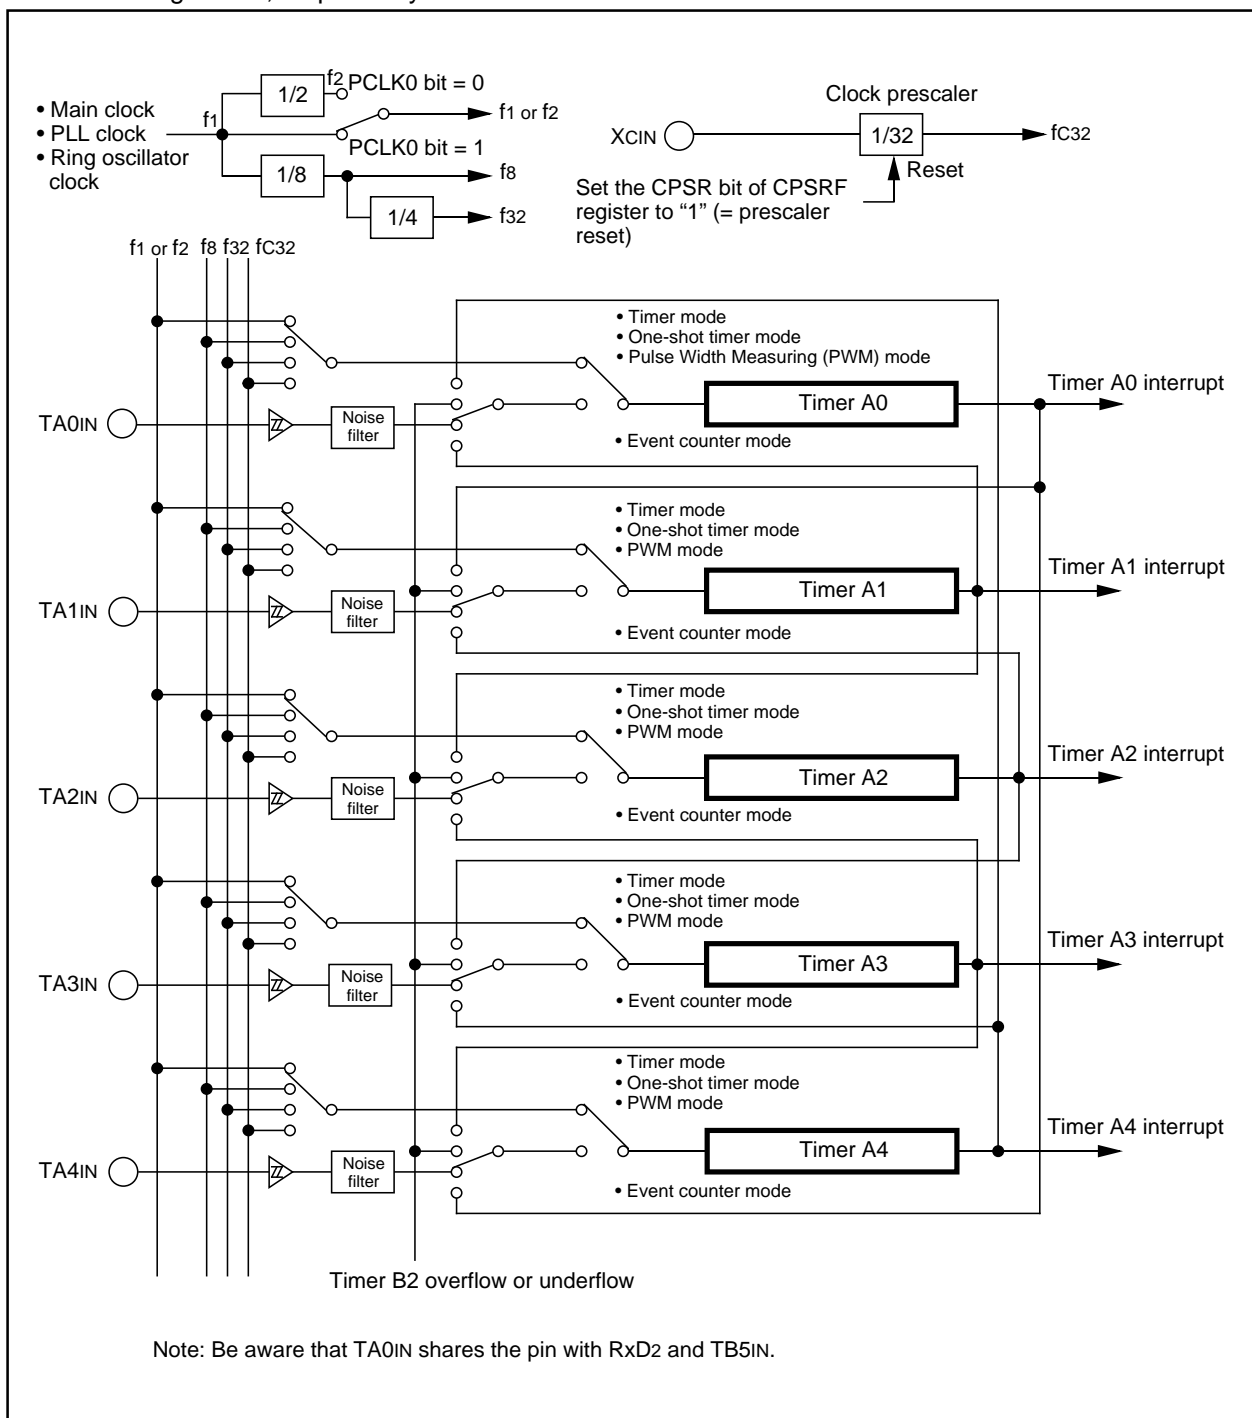 f2 PCLK0 bit = 0
1/2
• Main clock
• PLL clock
• Ring oscillator
clock
f1
f1 or f2
PCLK0 bit = 1
1/8
f8
1/4
f32
Clock prescaler
XCIN
1/32
fC32
Reset
Set the CPSR bit of CPSRF
register to “1” (= prescaler
reset)
f1 or f2 f8 f32 fC32
• Timer mode
• One-shot timer mode
• Pulse Width Measuring (PWM) mode
Timer A0 interrupt
Timer A0
TA0IN
Noise
filter
• Event counter mode
• Timer mode
• One-shot timer mode
• PWM mode
Timer A1 interrupt
Timer A1
TA1IN
Noise
filter
• Event counter mode
• Timer mode
• One-shot timer mode
• PWM mode
Timer A2 interrupt
Timer A2
TA2IN
Noise
filter
• Event counter mode
• Timer mode
• One-shot timer mode
• PWM mode
Timer A3 interrupt
Timer A3
TA3IN
Noise
filter
• Event counter mode
• Timer mode
• One-shot timer mode
• PWM mode
Timer A4 interrupt
Timer A4
TA4IN
Noise
filter
• Event counter mode
Timer B2 overflow or underflow
Note: Be aware that TA0IN shares the pin with RxD2 and TB5IN.